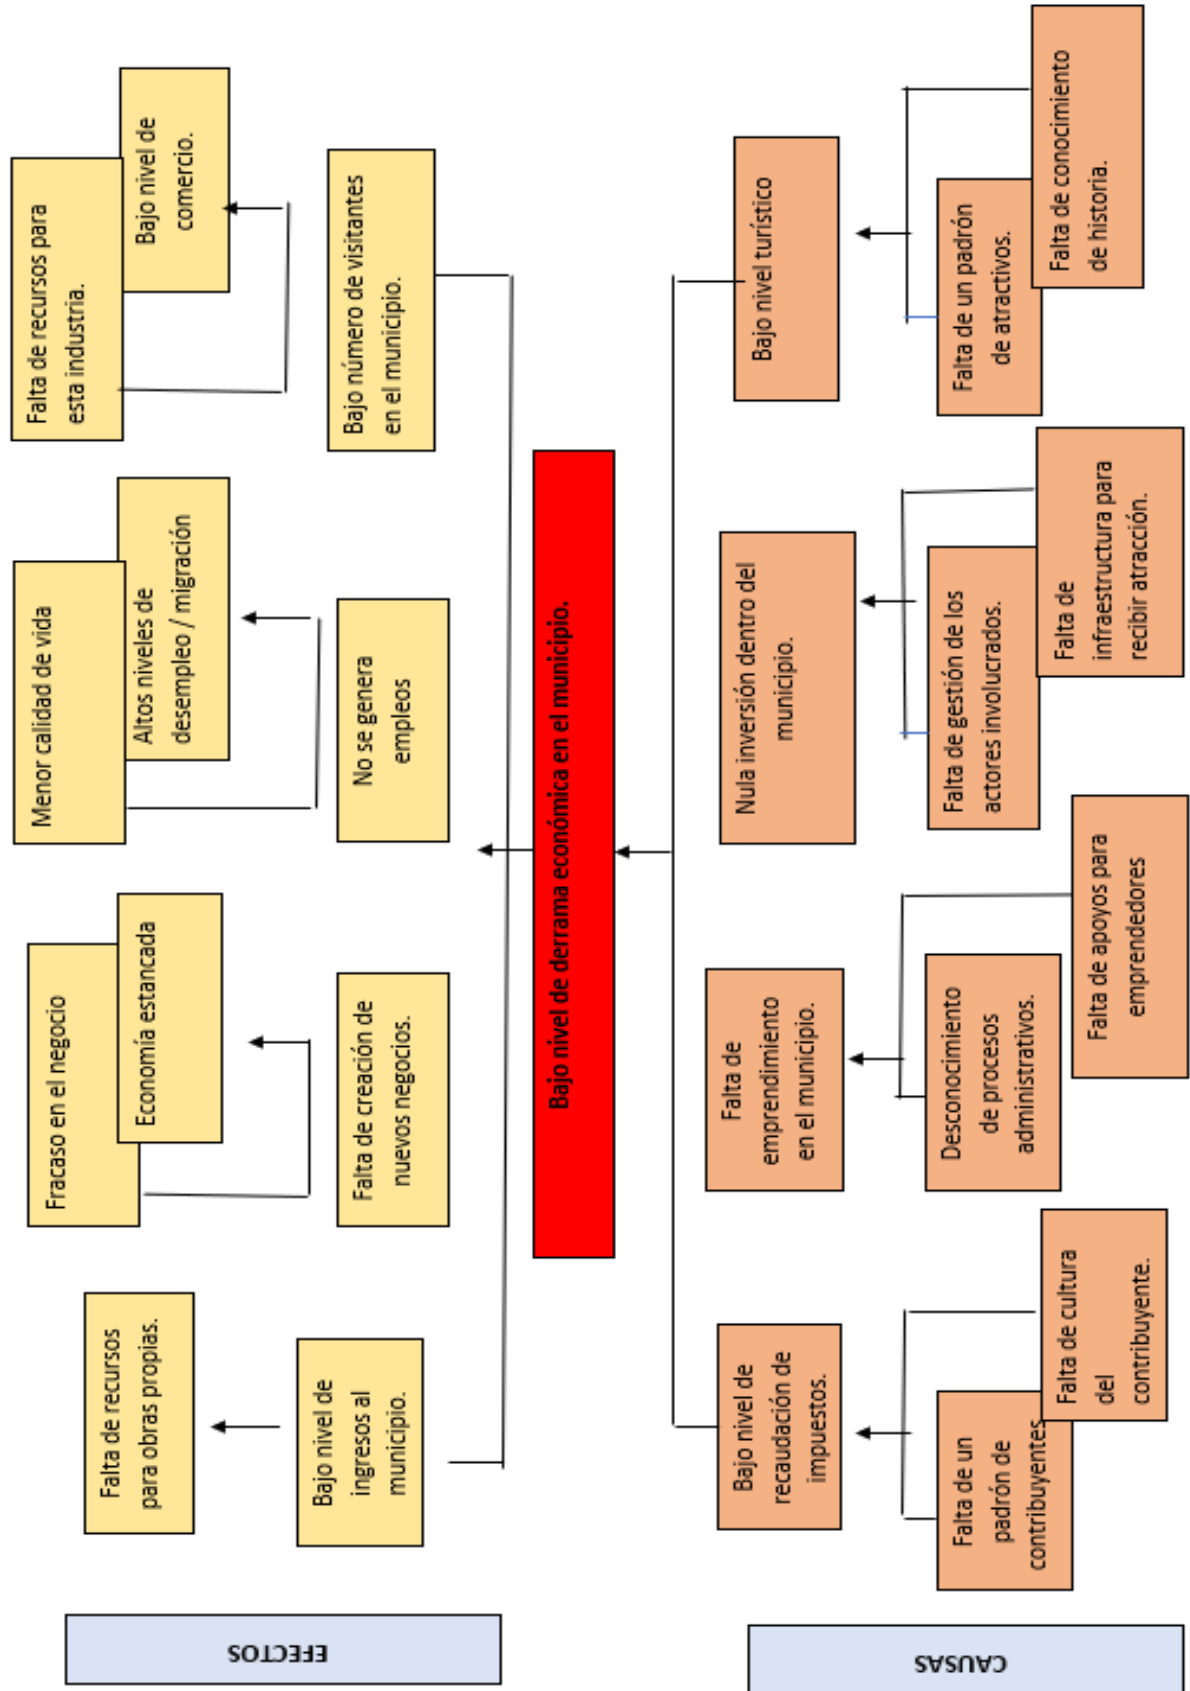 EFECTOS
Falta de recursos
para obras propias.
Fracaso en el negocio
Economía estancada
Menor calidad de vida
Altos niveles de
desempleo / migración
Falta de recursos para
esta industria.
Bajo nivel de
comercio.
Bajo nivel de
ingresos al
municipio.
Falta de creación de
nuevos negocios.
No se genera
empleos
Bajo número de visitantes
en el municipio.
Bajo nivel de derrama económica en el municipio.
CAUSAS
Bajo nivel de
recaudación de
impuestos.
Falta de
emprendimiento
en el municipio.
Nula inversión dentro del
municipio.
Bajo nivel turístico
Falta de un
padrón de
contribuyentes
Falta de cultura
del
contribuyente.
Desconocimiento
de procesos
administrativos.
Falta de apoyos para
emprendedores
Falta de gestión de los
actores involucrados.
Falta de
infraestructura para
recibir atracción.
Falta de un padrón
de atractivos.
Falta de conocimiento
de historia.